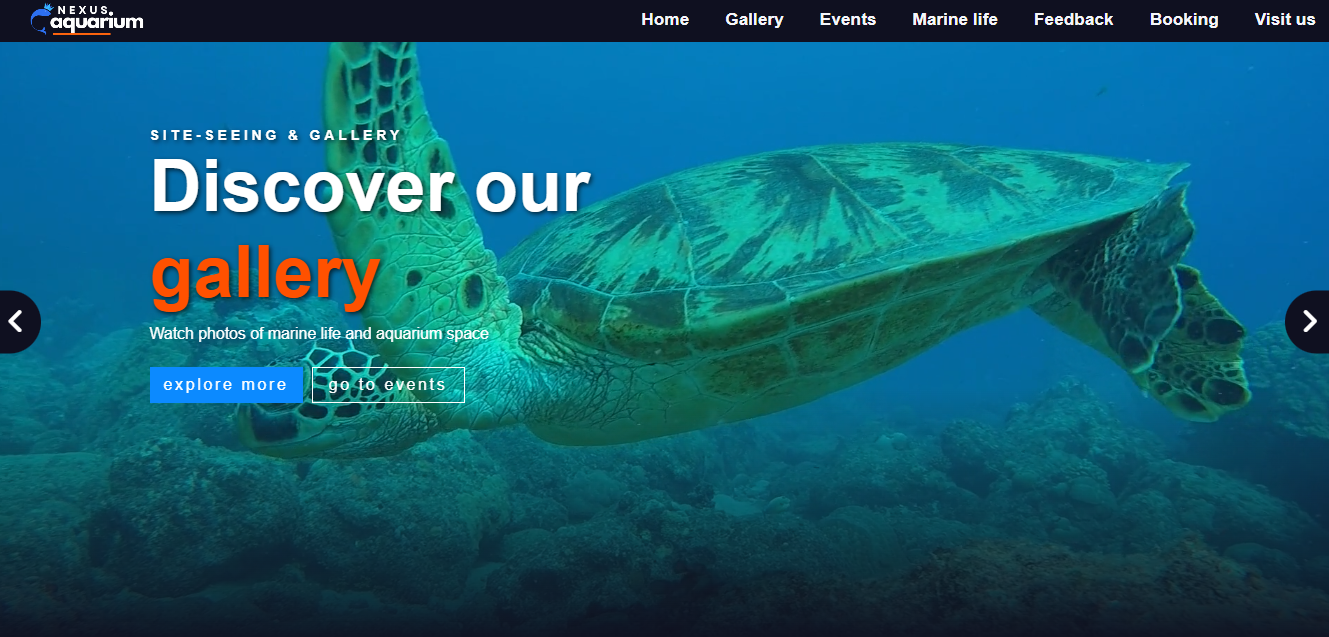 NEXUS.
aquarium
Home Gallery Events Marine life Feedback Booking Visit us
SITE-SEEING & GALLERY
Discover our
gallery
Watch photos of marine life and aquarium space
explore more go to events